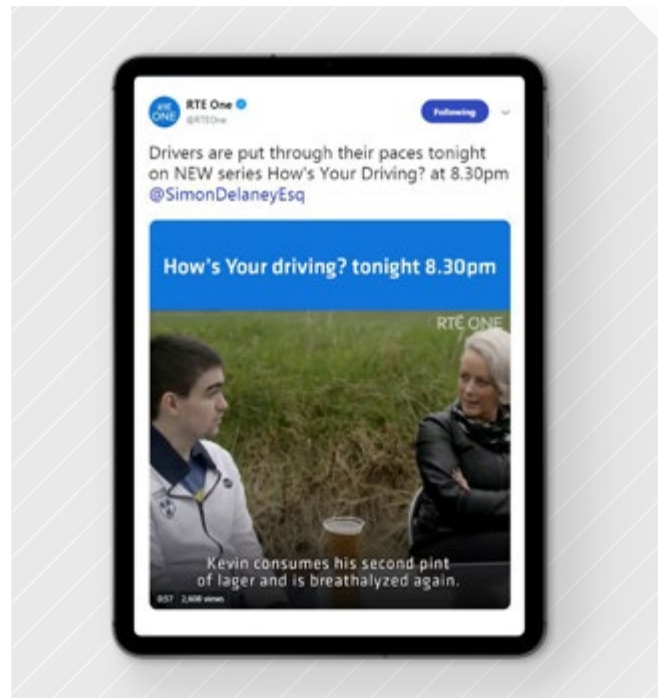 RTÉ
ONE
RTE One
@RTEOne
Following
Drivers are put through their paces tonight
on NEW series How's Your Driving? at 8.30pm
@SimonDelaneyEsq
How's Your driving? tonight 8.30pm
RTÉ ONE
Kevin consumes his second pint
of lager and is breathalyzed again.
0:57 2,608 views